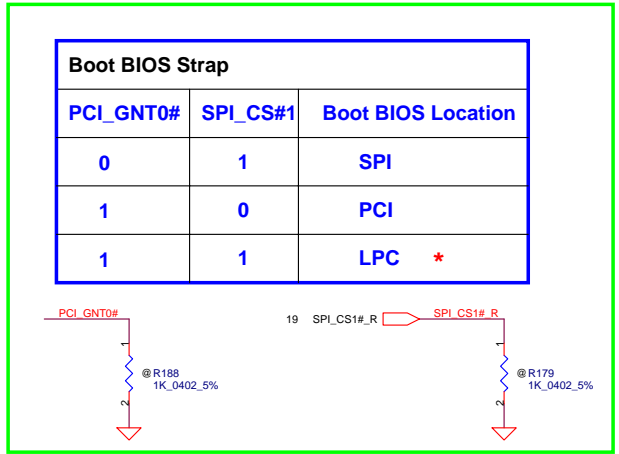 Boot BIOS Strap
PCI_GNT0# SPI_CS#1 Boot BIOS Location
0 1 SPI
1 0 PCI
1 1 LPC *
PCI_GNT0#
19 SPI_CS1#_R SPI_CS1#_R
1
@ R188
1K_0402_5%
2
1
@ R179
1K_0402_5%
2